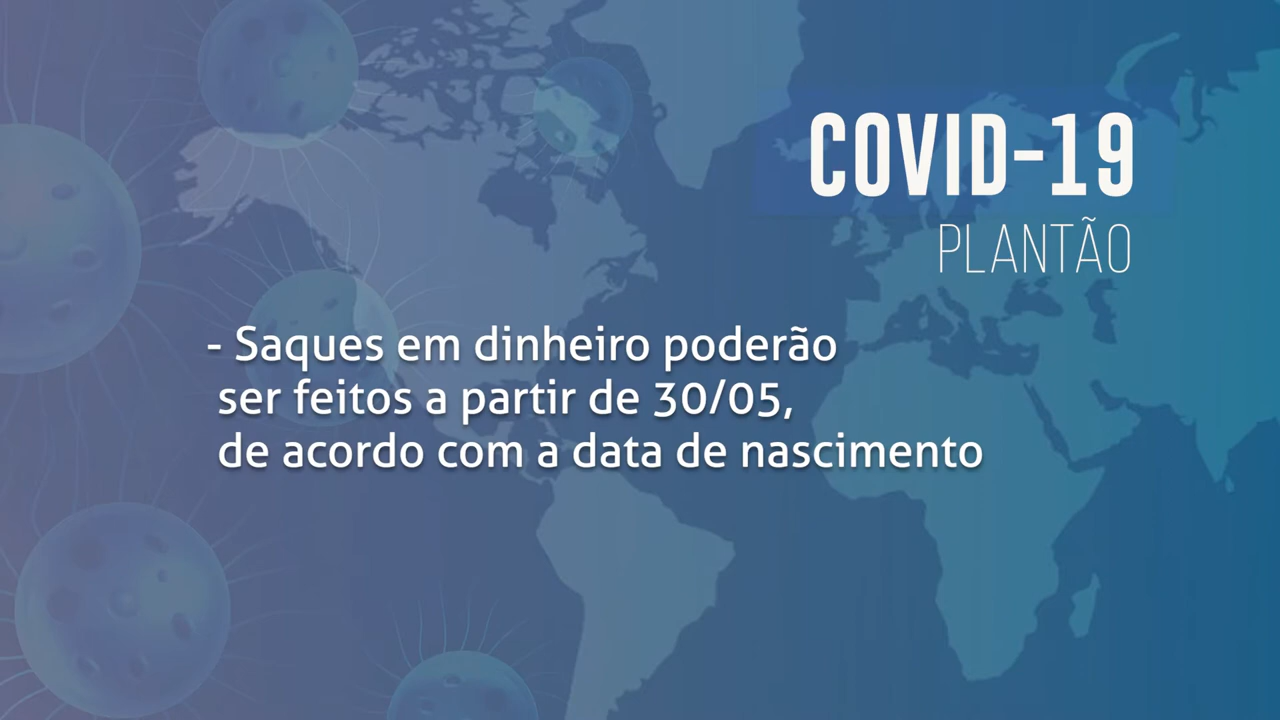 COVID-19
PLANTÃO
- Saques em dinheiro poderão
ser feitos a partir de 30/05,
de acordo com a data de nascimento